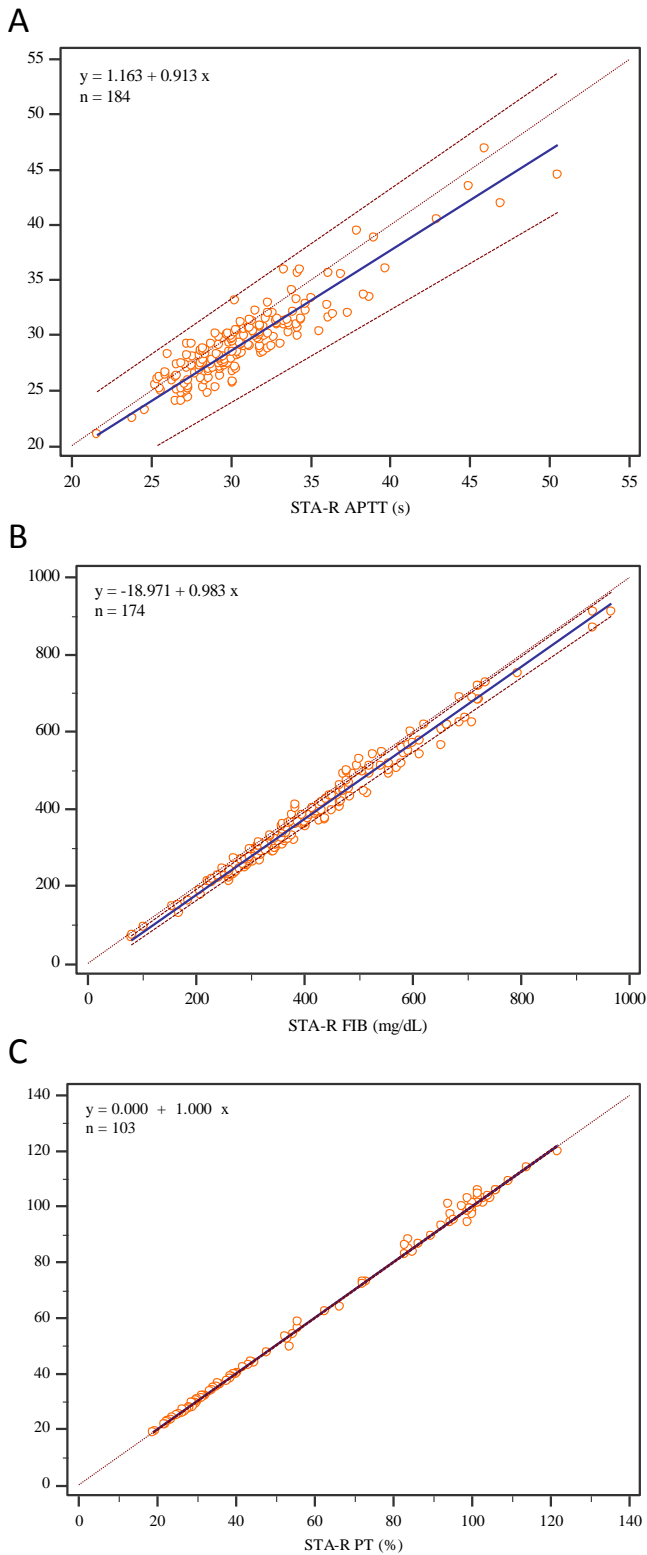 A
55
y = 1.163 + 0.913 x
n = 184
50
45
40
35
30
25
20
20 25 30 35 40 45 50 55
STA-R APTT (s)
B
1000
y = -18.971 + 0.983 x
n = 174
800
600
400
200
0
0 200 400 600 800 1000
STA-R FIB (mg/dL)
C
140
y = 0.000 + 1.000 x
n = 103
120
100
80
60
40
20
0
0 20 40 60 80 100 120 140
STA-R PT (%)